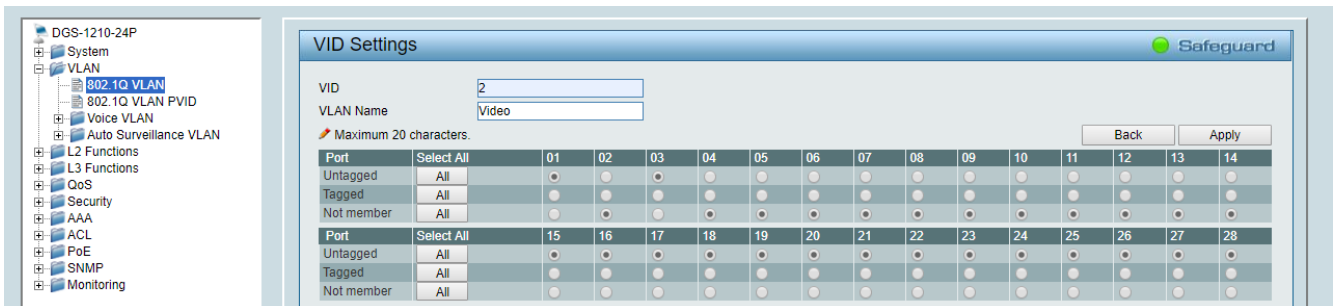 DGS-1210-24P
System
VLAN
802.1Q VLAN
802.1Q VLAN PVID
Voice VLAN
Auto Surveillance VLAN
L2 Functions
L3 Functions
QoS
Security
AAA
ACL
PoE
SNMP
Monitoring
VID Settings
Safeguard
VID 2
VLAN Name Video
Maximum 20 characters.
Back Apply
Port Select All 01 02 03 04 05 06 07 08 09 10 11 12 13 14
Untagged All
Tagged All
Not member All
Port Select All 15 16 17 18 19 20 21 22 23 24 25 26 27 28
Untagged All
Tagged All
Not member All